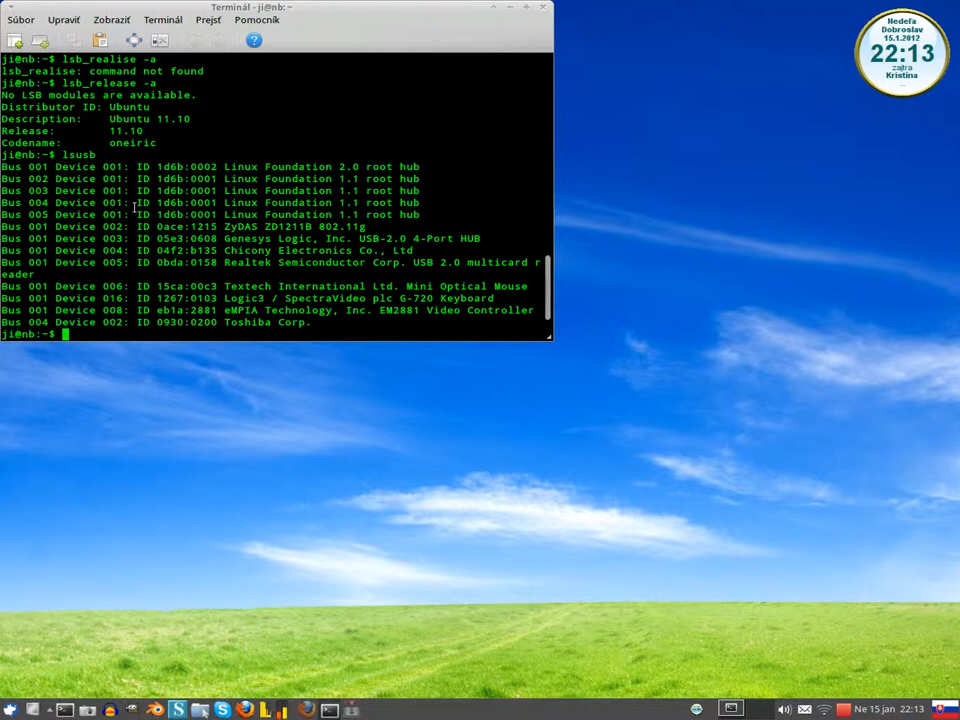 Terminál - ji@nb: ~
Súbor Upraviť Zobraziť Terminál Prejsť Pomocník
ji@nb:~$ lsb_realise -a
lsb_realise: command not found
ji@nb:~$ lsb_release -a
No LSB modules are available.
Distributor ID: Ubuntu
Description: Ubuntu 11.10
Release: 11.10
Codename: oneiric
ji@nb:~$ lsusb
Bus 001 Device 001: ID 1d6b:0002 Linux Foundation 2.0 root hub
Bus 002 Device 001: ID 1d6b:0001 Linux Foundation 1.1 root hub
Bus 003 Device 001: ID 1d6b:0001 Linux Foundation 1.1 root hub
Bus 004 Device 001: ID 1d6b:0001 Linux Foundation 1.1 root hub
Bus 005 Device 001: ID 1d6b:0001 Linux Foundation 1.1 root hub
Bus 001 Device 002: ID 0ace:1215 ZyDAS ZD1211B 802.11g
Bus 001 Device 003: ID 05e3:0608 Genesys Logic, Inc. USB-2.0 4-Port HUB
Bus 001 Device 004: ID 04f2:b135 Chicony Electronics Co., Ltd
Bus 001 Device 005: ID 0bda:0158 Realtek Semiconductor Corp. USB 2.0 multicard r
eader
Bus 001 Device 006: ID 15ca:00c3 Textech International Ltd. Mini Optical Mouse
Bus 001 Device 016: ID 1267:0103 Logic3 / SpectraVideo plc G-720 Keyboard
Bus 001 Device 008: ID eb1a:2881 eMPIA Technology, Inc. EM2881 Video Controller
Bus 004 Device 002: ID 0930:0200 Toshiba Corp.
ji@nb:~$
Nedeľa
Dobroslav
15.1.2012
22:13
zajtra
Kristína
...
Ne 15 jan 22:13